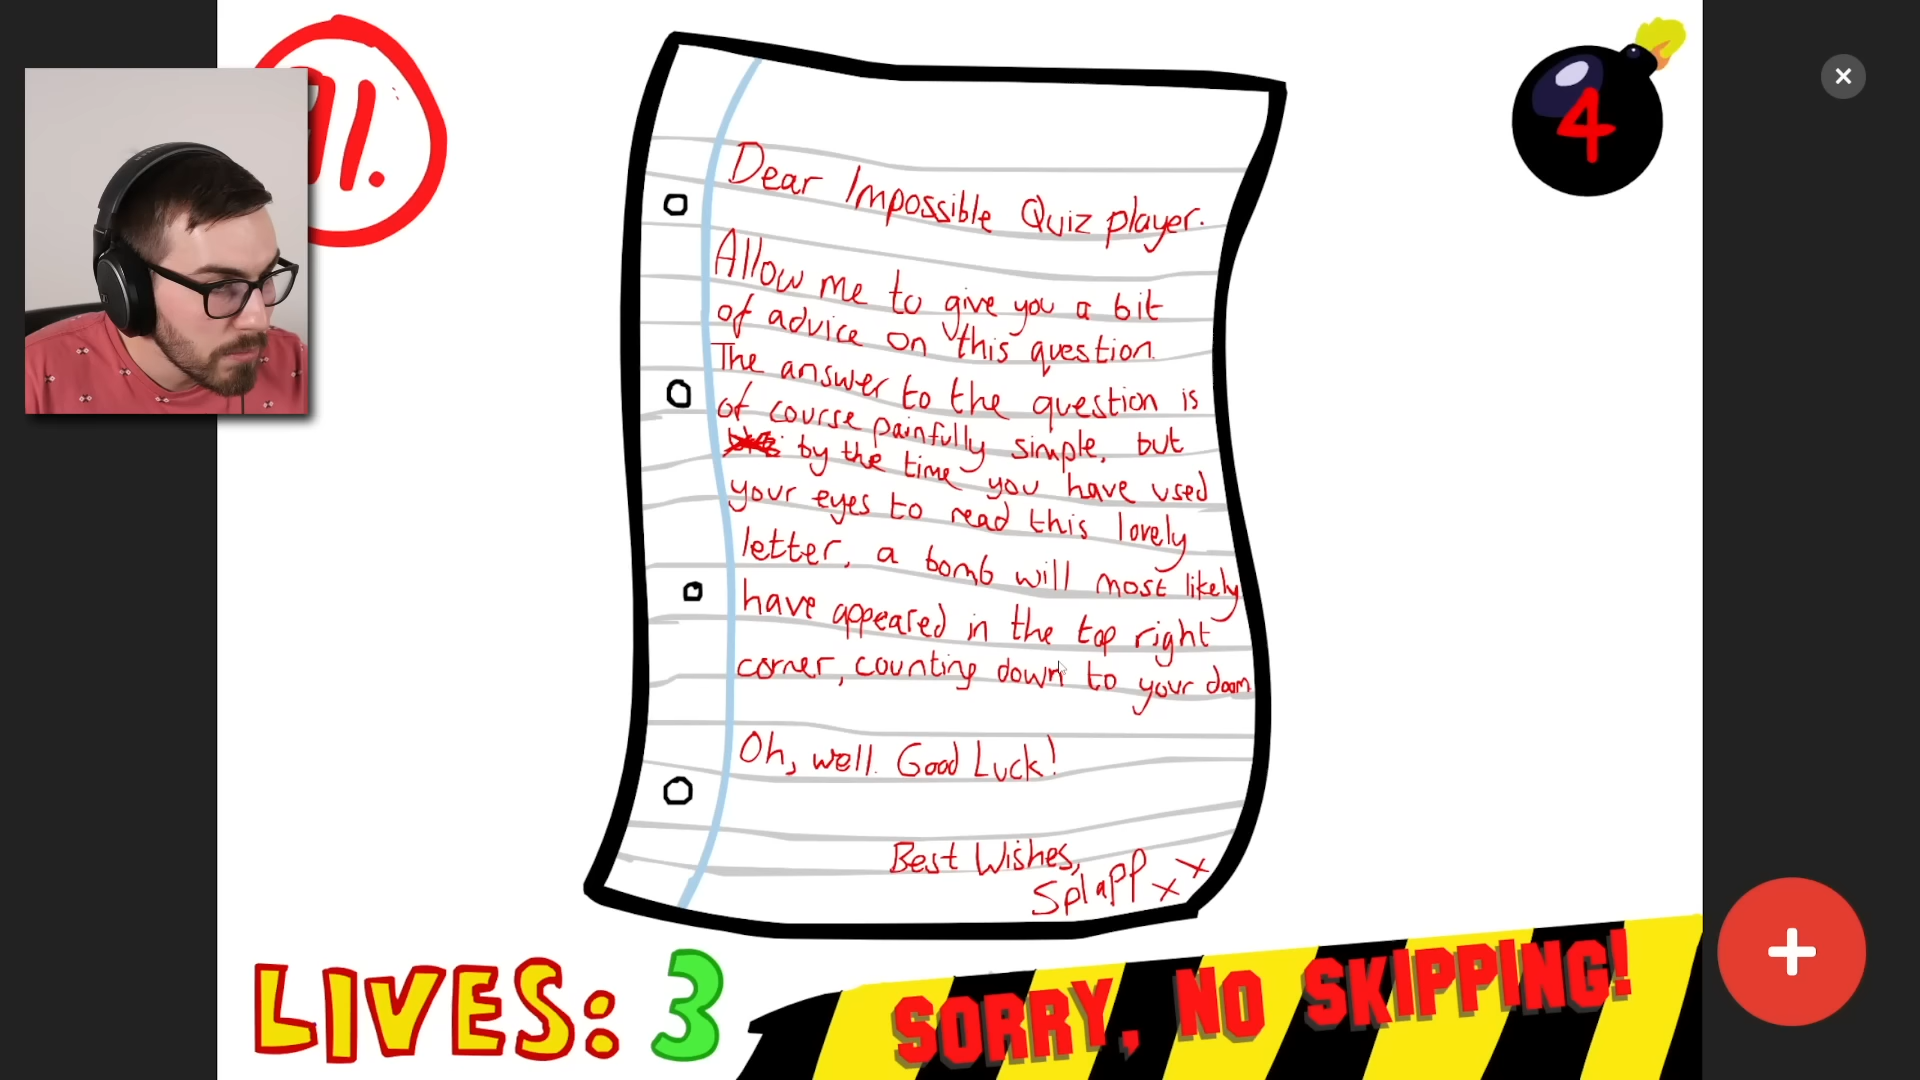 1.
4
Dear Impossible Quiz player.
Allow me to give you a bit
of advice on this question.
The answer to the question is
of course painfully simple, but
by the time you have used
your eyes to read this lovely
letter, a bomb will most likely
have appeared in the top right
corner, counting down to your doom
Oh, well. Good Luck!
Best Wishes,
Splapp x x
LIVES: 3
SORRY, NO SKIPPING!